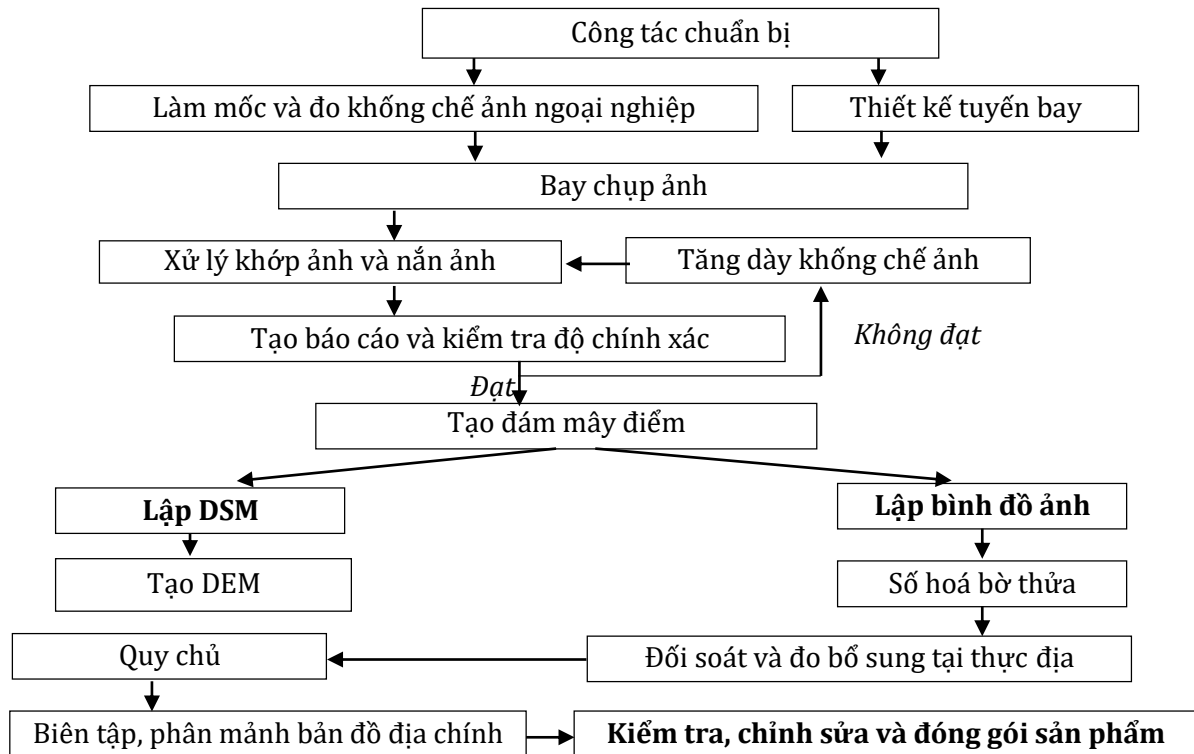 Công tác chuẩn bị
Làm mốc và đo khống chế ảnh ngoại nghiệp
Thiết kế tuyến bay
Bay chụp ảnh
Xử lý khớp ảnh và nắn ảnh
Tăng dày khống chế ảnh
Tạo báo cáo và kiểm tra độ chính xác
Không đạt
Đạt
Tạo đám mây điểm
Lập DSM
Lập bình đồ ảnh
Tạo DEM
Số hoá bờ thửa
Quy chủ
Đối soát và đo bổ sung tại thực địa
Biên tập, phân mảnh bản đồ địa chính
Kiểm tra, chỉnh sửa và đóng gói sản phẩm